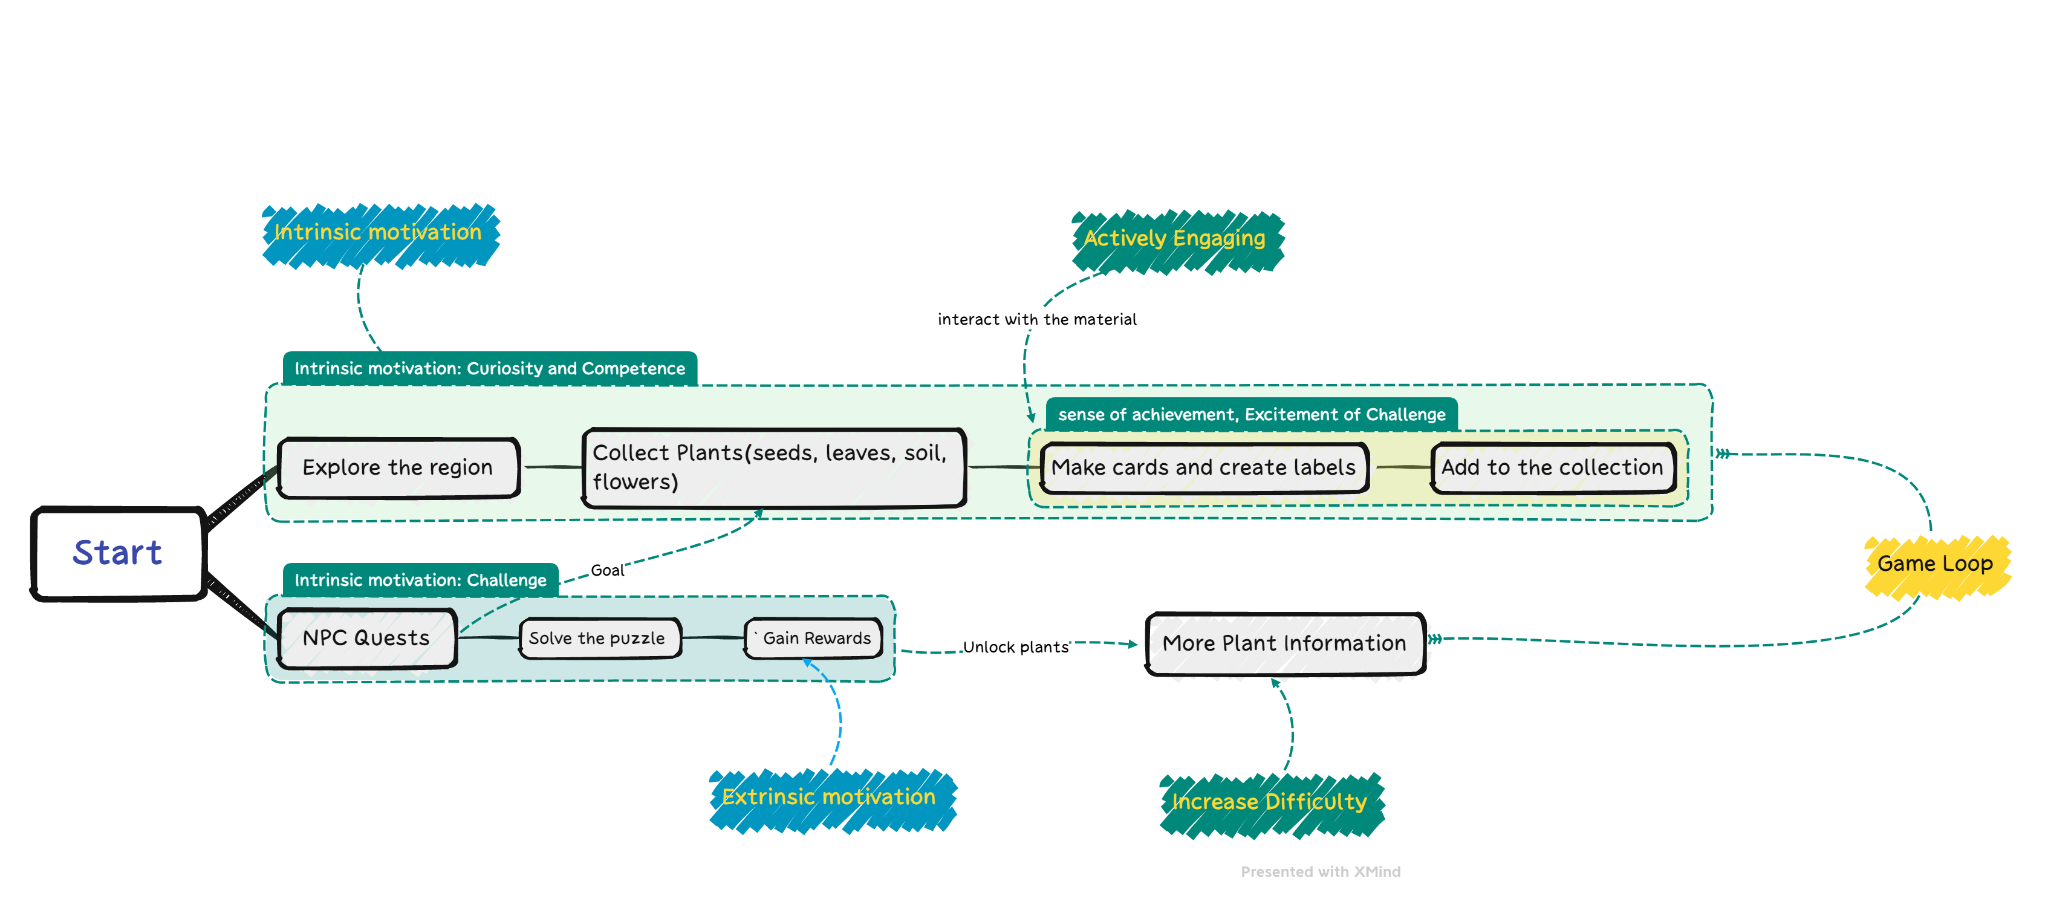 Intrinsic motivation
Actively Engaging
interact with the material
Intrinsic motivation: Curiosity and Competence
sense of achievement, Excitement of Challenge
Explore the region
Collect Plants(seeds, leaves, soil,
flowers)
Make cards and create labels
Add to the collection
Start
Game Loop
Goal
Intrinsic motivation: Challenge
NPC Quests
Solve the puzzle
` Gain Rewards
Unlock plants
More Plant Information
Extrinsic motivation
Increase Difficulty
Presented with XMind